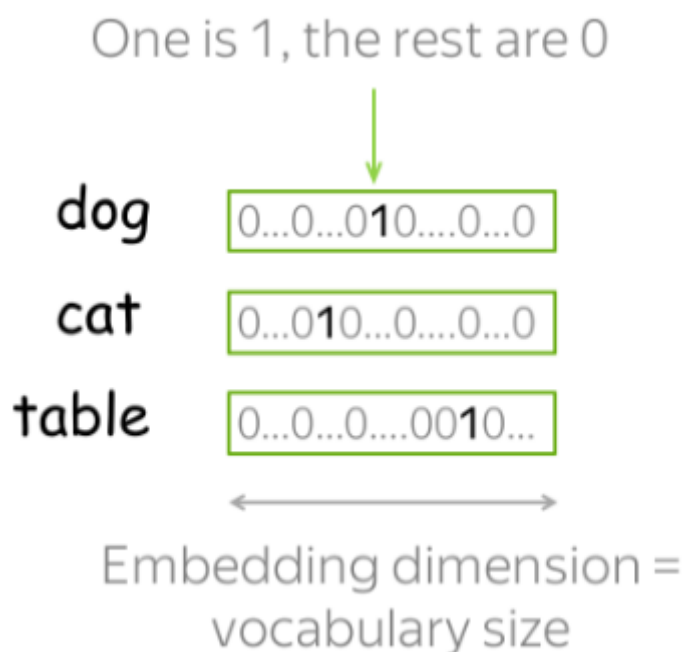 One is 1, the rest are 0
dog 0...0...010....0...0
cat 0...010...0....0...0
table 0...0...0....0010...
Embedding dimension =
vocabulary size